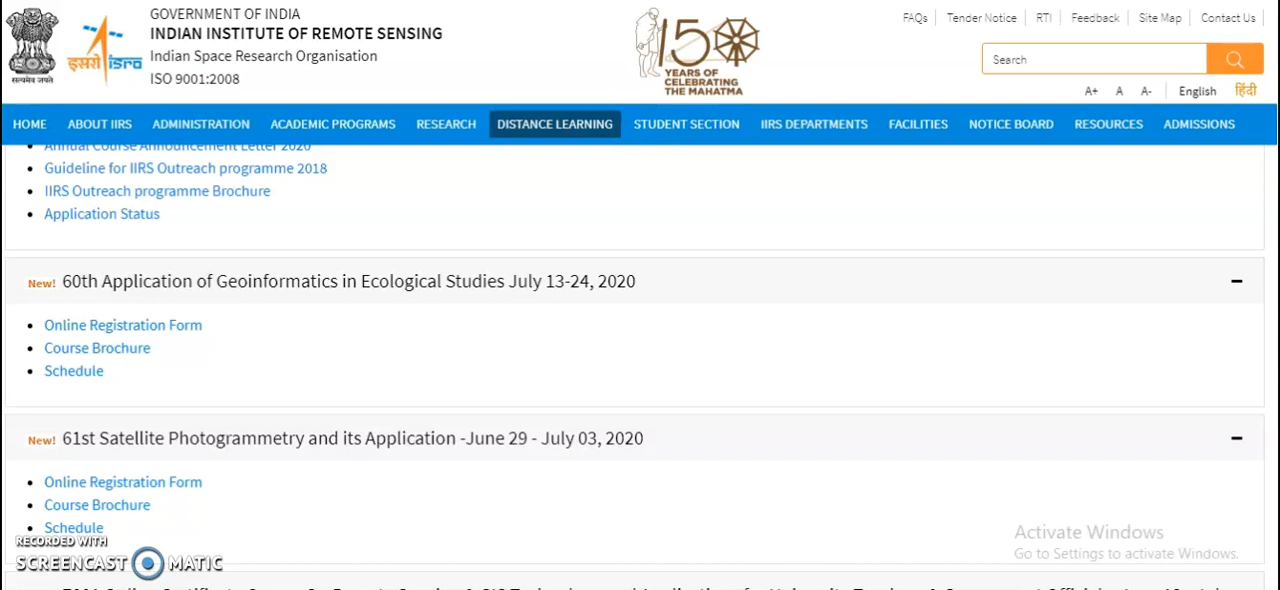 GOVERNMENT OF INDIA
INDIAN INSTITUTE OF REMOTE SENSING
Indian Space Research Organisation
ISO 9001:2008
सत्यमेव जयते
इसरो isro
150
YEARS OF
CELEBRATING
THE MAHATMA
FAQs Tender Notice RTI Feedback Site Map Contact Us
Search
A+ A A- English हिंदी
HOME ABOUT IIRS ADMINISTRATION ACADEMIC PROGRAMS RESEARCH DISTANCE LEARNING STUDENT SECTION IIRS DEPARTMENTS FACILITIES NOTICE BOARD RESOURCES ADMISSIONS
Annual Course Announcement Letter 2020
Guideline for IIRS Outreach programme 2018
IIRS Outreach programme Brochure
Application Status
New! 60th Application of Geoinformatics in Ecological Studies July 13-24, 2020
Online Registration Form
Course Brochure
Schedule
New! 61st Satellite Photogrammetry and its Application -June 29 - July 03, 2020
Online Registration Form
Course Brochure
Schedule
RECORDED WITH
SCREENCAST MATIC
Activate Windows
Go to Settings to activate Windows.